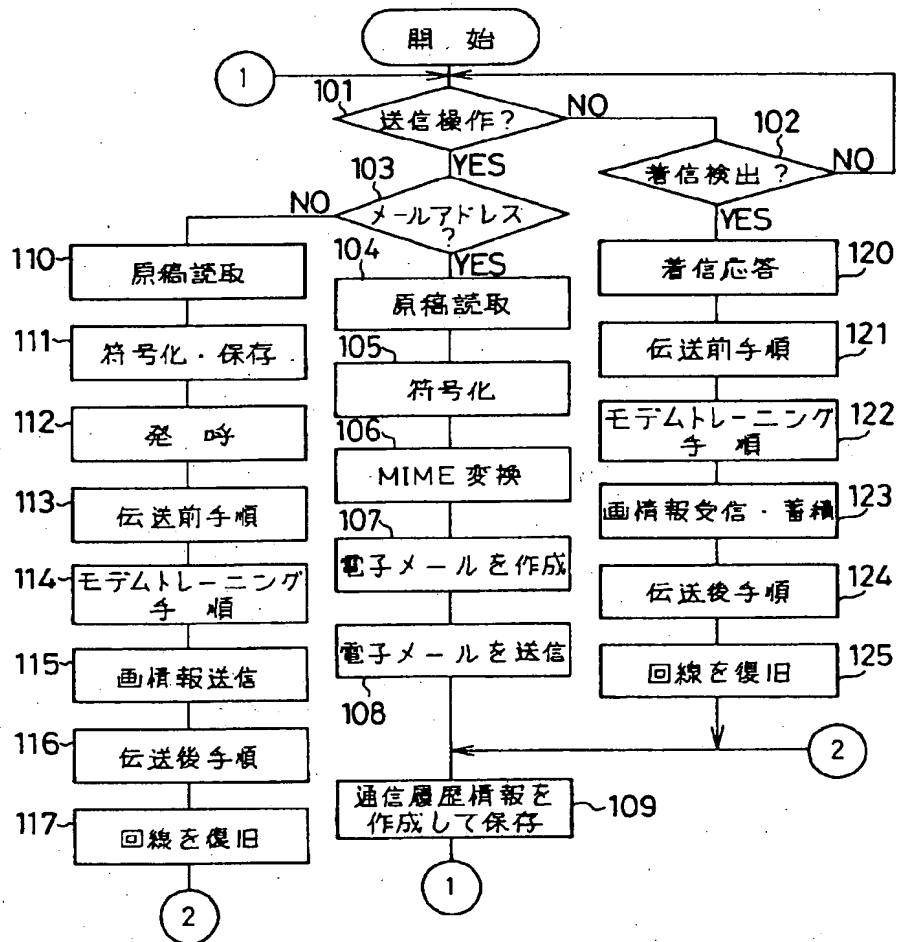 開 始
1
101
送信操作?
NO
102
着信検出?
NO
YES
103
YES
NO
メールアドレス
?
YES
110
原稿読取
104
原稿読取
着信応答
120
111
符号化・保存
105
符号化
伝送前手順
121
112
発 呼
106
MIME変換
モデムトレーニング
手 順
122
113
伝送前手順
107
電子メールを作成
画情報受信・蓄積
123
114
モデムトレーニング
手 順
電子メールを送信
108
伝送後手順
124
115
画情報送信
回線を復旧
125
116
伝送後手順
2
117
回線を復旧
通信履歴情報を
作成して保存
109
2
1